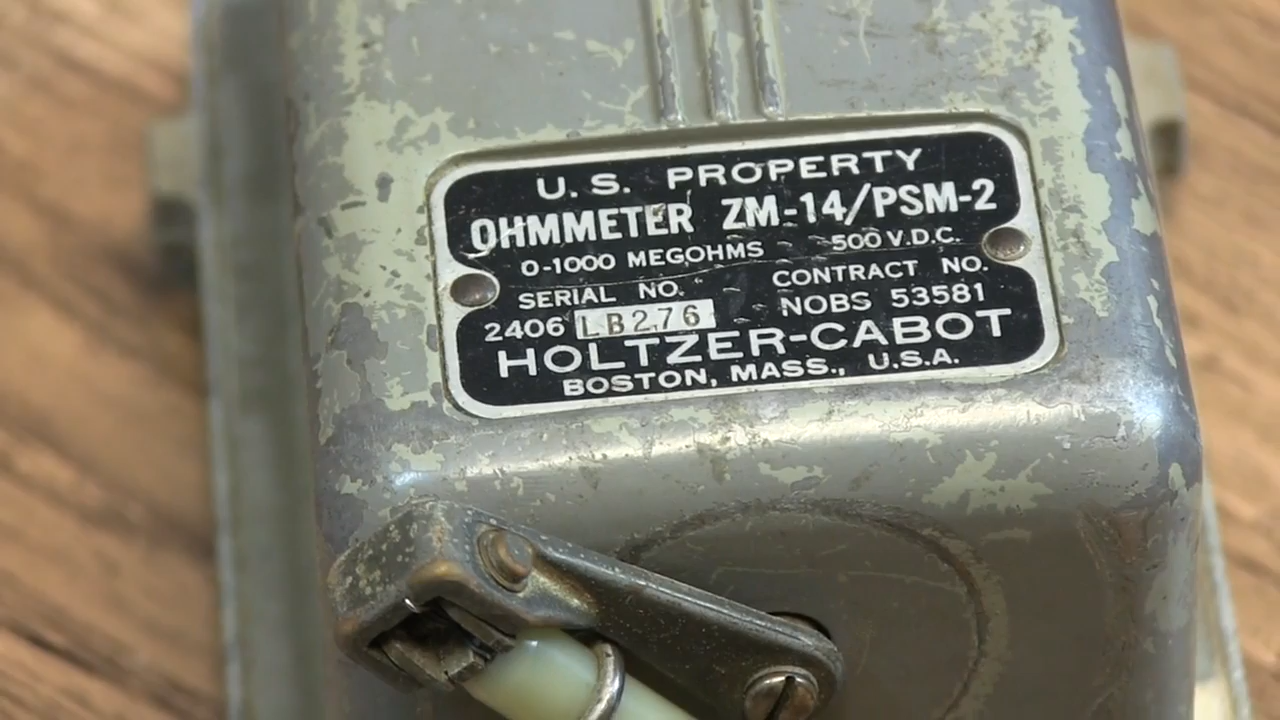 U. S. PROPERTY
OHMMETER ZM-14/PSM-2
0-1000 MEGOHMS 500 V.D.C.
SERIAL NO. CONTRACT NO.
2406 LB276 NOBS 53581
HOLTZER-CABOT
BOSTON, MASS., U.S.A.